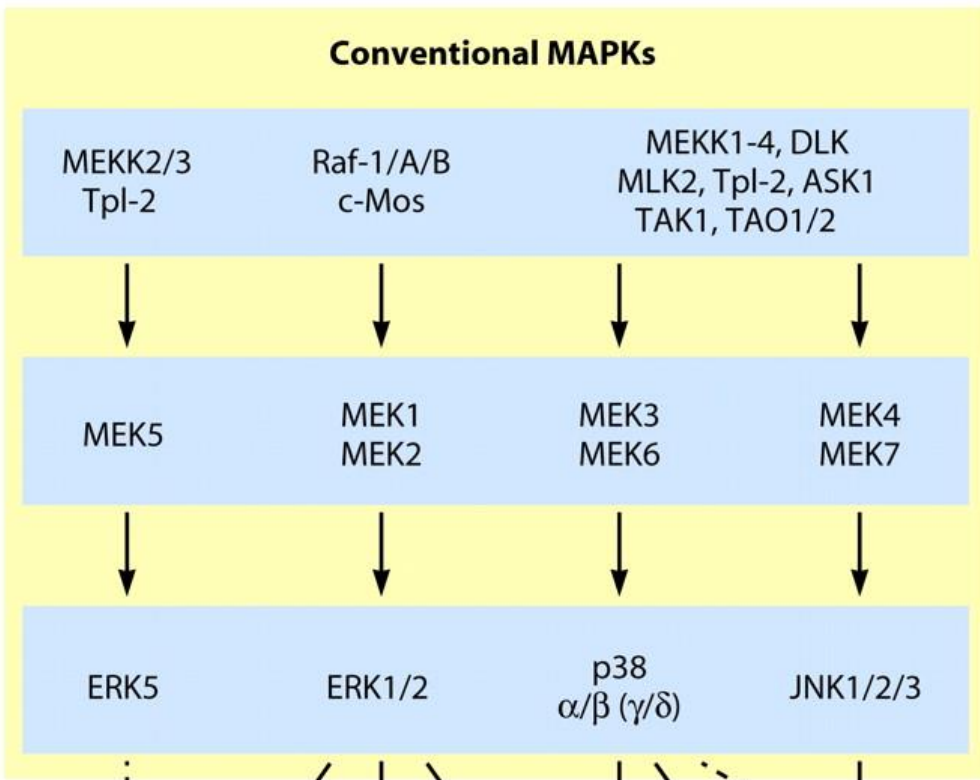 Conventional MAPKs
MEKK2/3
Tpl-2
Raf-1/A/B
c-Mos
MEKK1-4, DLK
MLK2, Tpl-2, ASK1
TAK1, TAO1/2
MEK5
MEK1
MEK2
MEK3
MEK6
MEK4
MEK7
ERK5
ERK1/2
p38
α/β (γ/δ)
JNK1/2/3